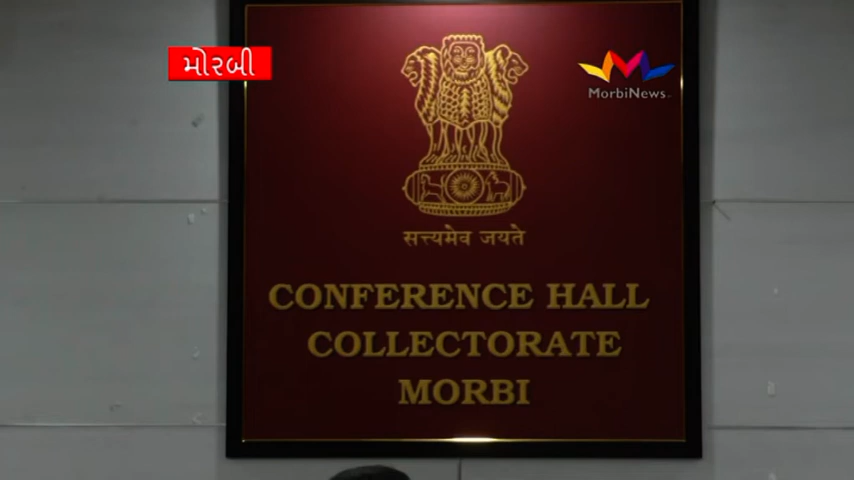 મોરબી
MorbiNews
सत्यमेव जयते
CONFERENCE HALL
COLLECTORATE
MORBI